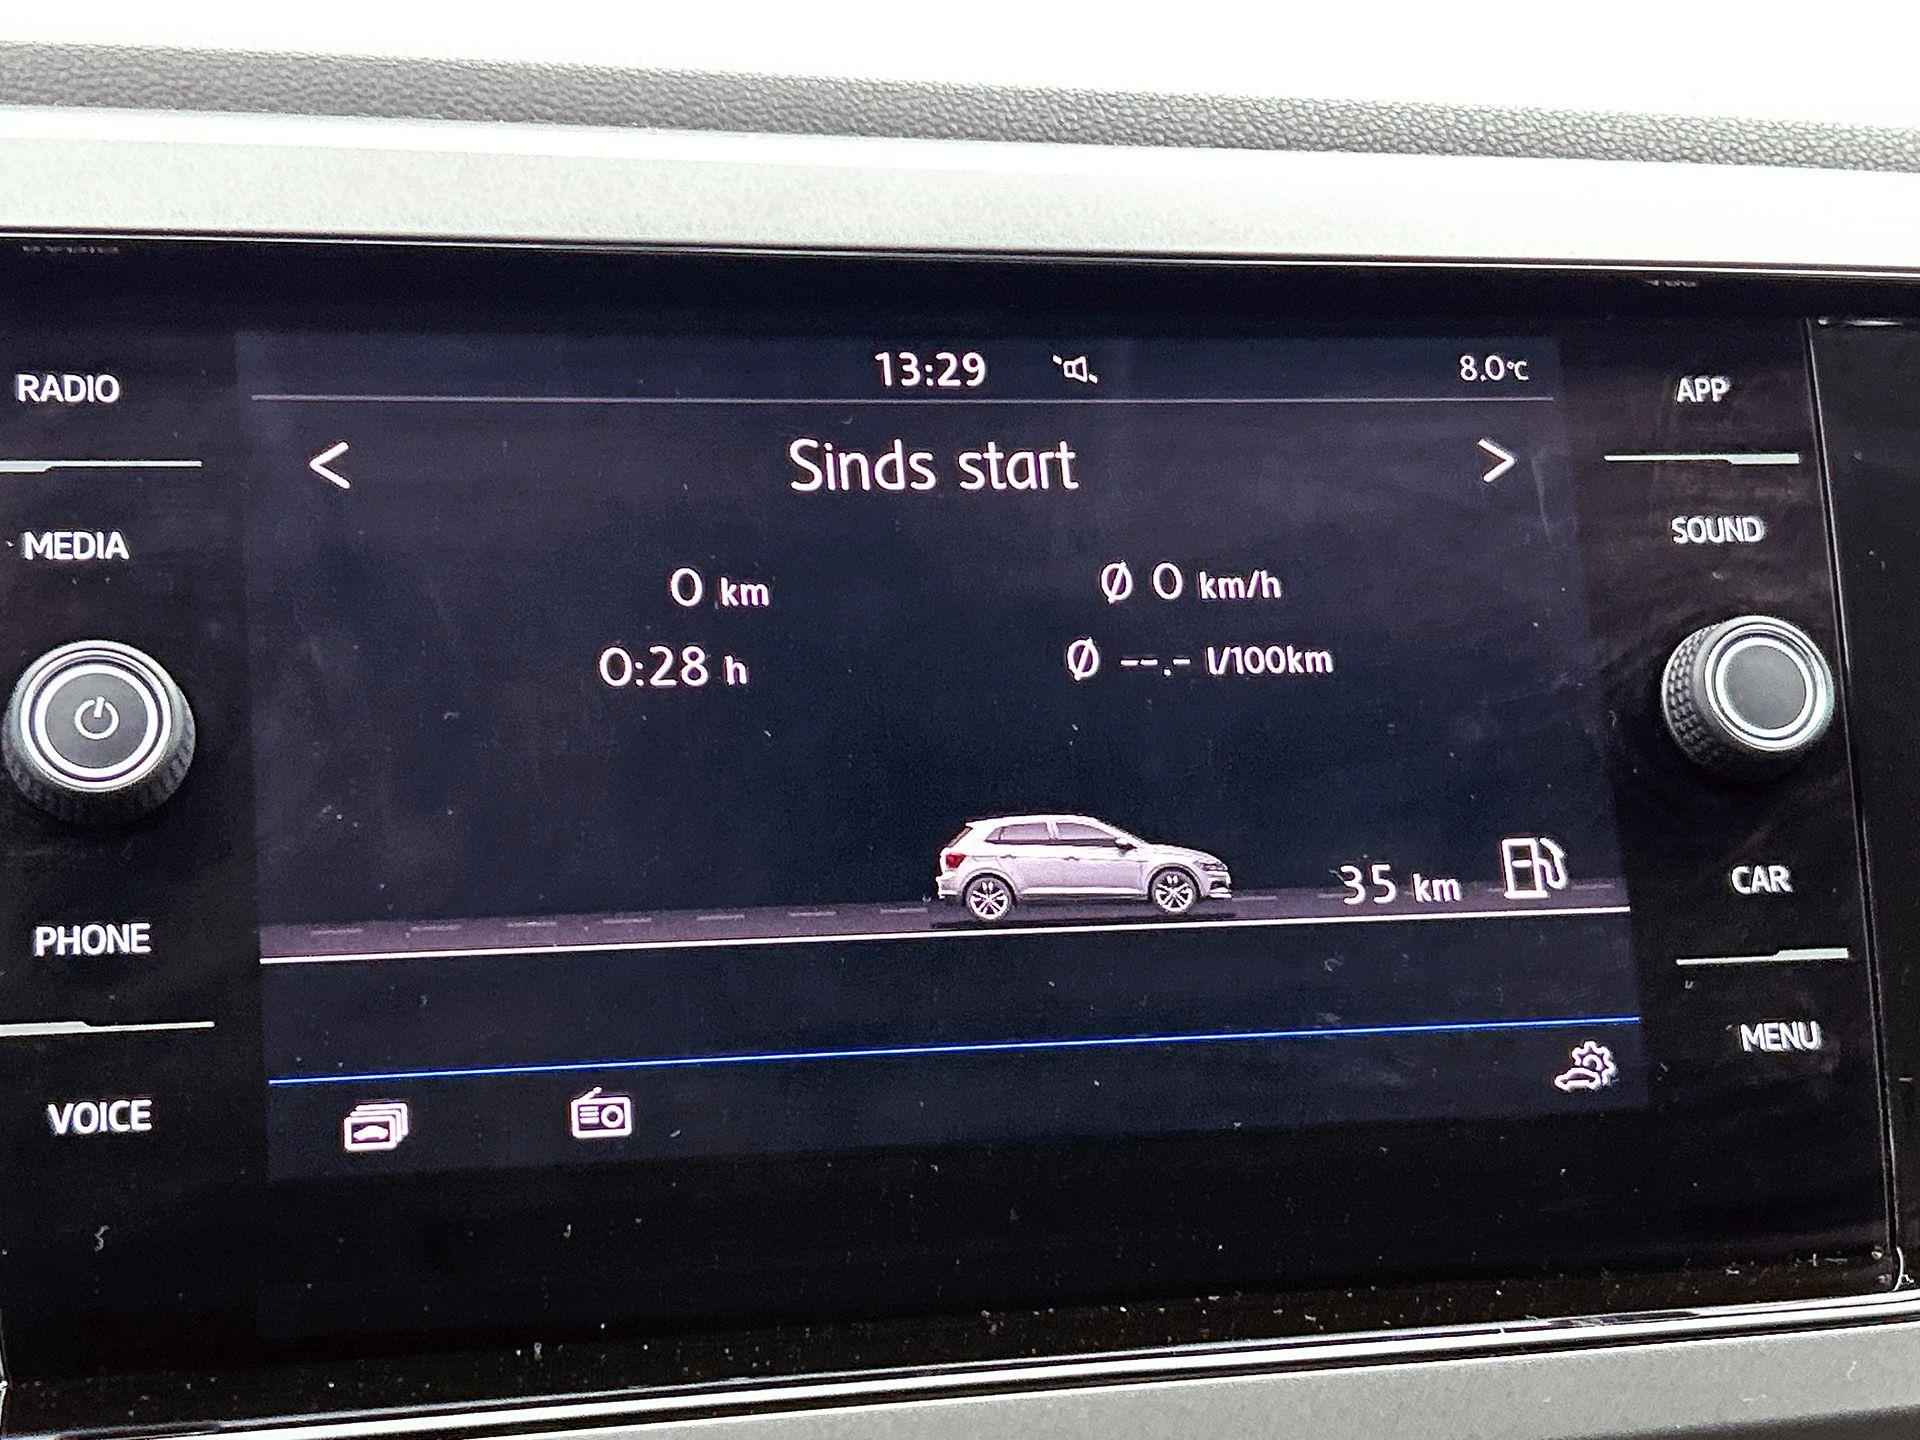 RADIO
MEDIA
PHONE
VOICE
13:29
8.0°C
< Sinds start >
0 km
Ø 0 km/h
0:28 h
Ø --.- l/100km
35 km
APP
SOUND
CAR
MENU